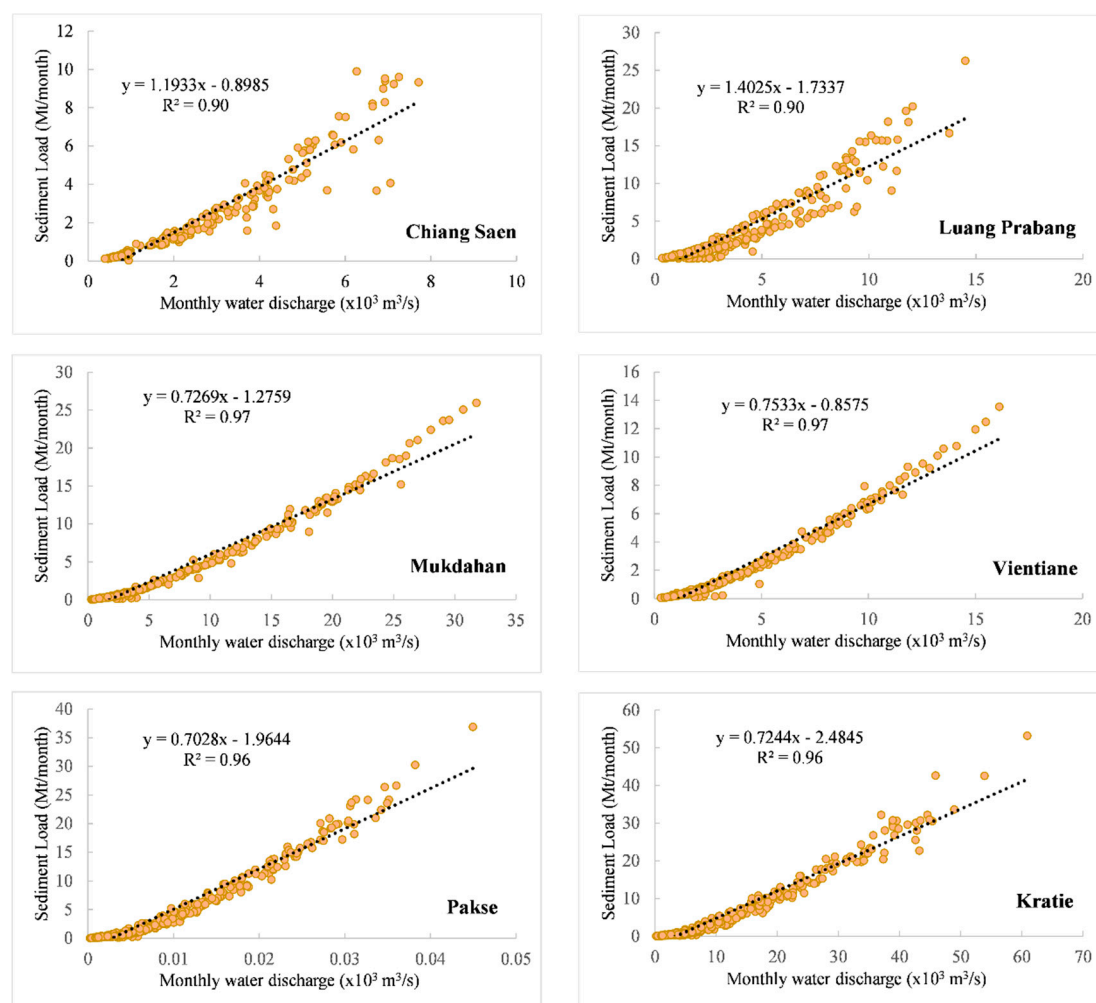 12
10
8
6
4
2
0
Sediment Load (Mt/month)
y = 1.1933x - 0.8985
R² = 0.90
Chiang Saen
0 2 4 6 8 10
Monthly water discharge (x10³ m³/s)
30
25
20
15
10
5
0
Sediment Load (Mt/month)
y = 1.4025x - 1.7337
R² = 0.90
Luang Prabang
0 5 10 15 20
Monthly water discharge (x10³ m³/s)
30
25
20
15
10
5
0
Sediment Load (Mt/month)
y = 0.7269x - 1.2759
R² = 0.97
Mukdahan
0 5 10 15 20 25 30 35
Monthly water discharge (x10³ m³/s)
16
14
12
10
8
6
4
2
0
Sediment Load (Mt/month)
y = 0.7533x - 0.8575
R² = 0.97
Vientiane
0 5 10 15 20
Monthly water discharge (x10³ m³/s)
40
35
30
25
20
15
10
5
0
Sediment Load (Mt/month)
y = 0.7028x - 1.9644
R² = 0.96
Pakse
0 0.01 0.02 0.03 0.04 0.05
Monthly water discharge (x10³ m³/s)
60
50
40
30
20
10
0
Sediment Load (Mt/month)
y = 0.7244x - 2.4845
R² = 0.96
Kratie
0 10 20 30 40 50 60 70
Monthly water discharge (x10³ m³/s)